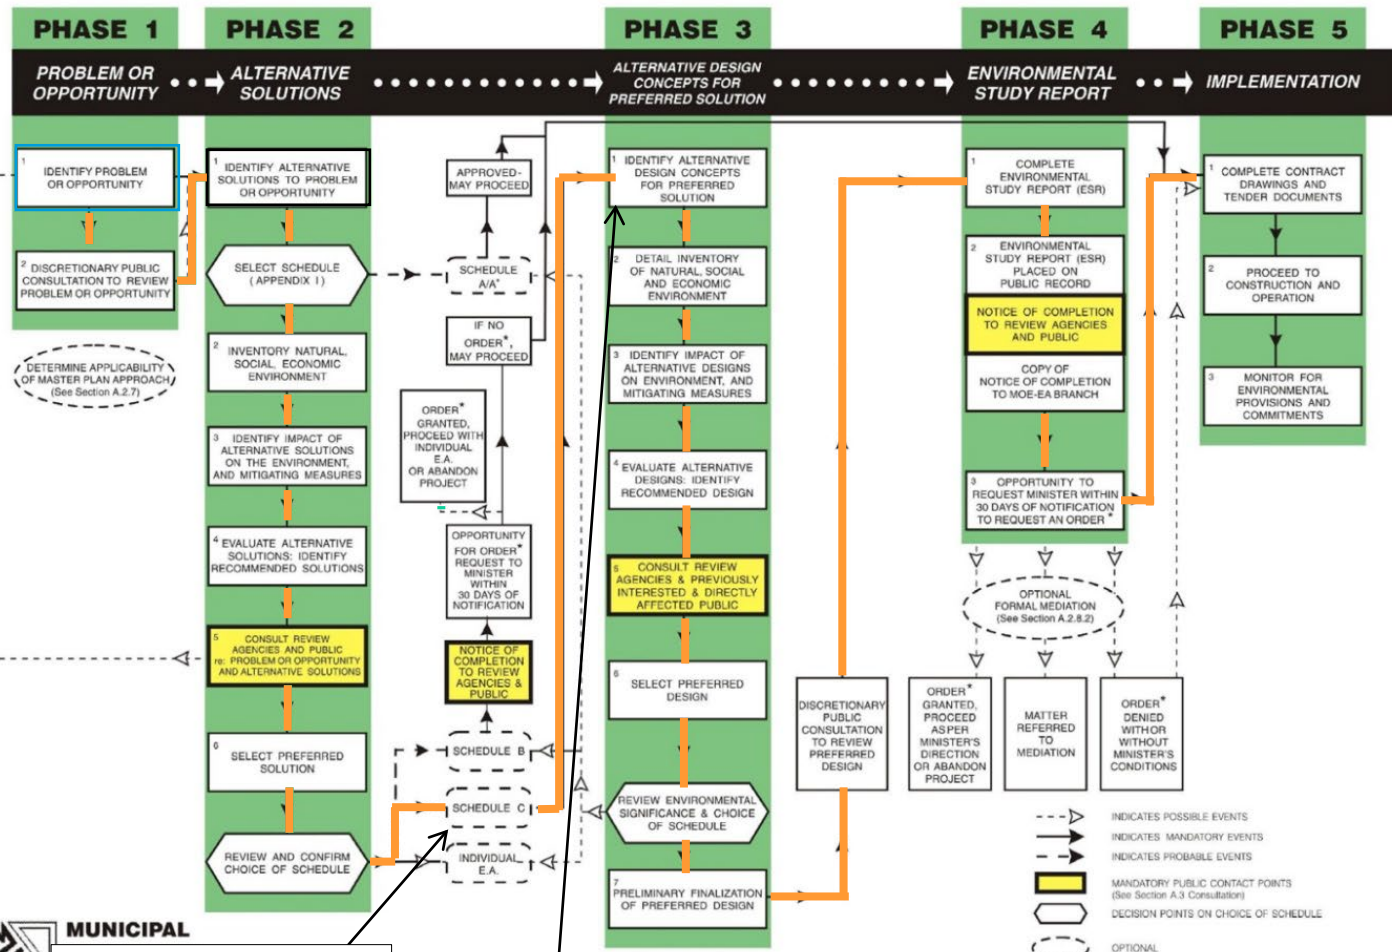 PHASE 1
PHASE 2
PHASE 3
PHASE 4
PHASE 5
PROBLEM OR
OPPORTUNITY
ALTERNATIVE
SOLUTIONS
ALTERNATIVE DESIGN
CONCEPTS FOR
PREFERRED SOLUTION
ENVIRONMENTAL
STUDY REPORT
IMPLEMENTATION
1
IDENTIFY PROBLEM
OR OPPORTUNITY
2
DISCRETIONARY PUBLIC
CONSULTATION TO REVIEW
PROBLEM OR OPPORTUNITY
DETERMINE APPLICABILITY
OF MASTER PLAN APPROACH
(See Section A.2.7)
1
IDENTIFY ALTERNATIVE
SOLUTIONS TO PROBLEM
OR OPPORTUNITY
SELECT SCHEDULE
(APPENDIX I)
2
INVENTORY NATURAL,
SOCIAL, ECONOMIC
ENVIRONMENT
3
IDENTIFY IMPACT OF
ALTERNATIVE SOLUTIONS
ON THE ENVIRONMENT,
AND MITIGATING MEASURES
4
EVALUATE ALTERNATIVE
SOLUTIONS: IDENTIFY
RECOMMENDED SOLUTIONS
5
CONSULT REVIEW
AGENCIES AND PUBLIC
re: PROBLEM OR OPPORTUNITY
AND ALTERNATIVE SOLUTIONS
6
SELECT PREFERRED
SOLUTION
REVIEW AND CONFIRM
CHOICE OF SCHEDULE
APPROVED-
MAY PROCEED
SCHEDULE
A/A+
IF NO
ORDER*,
MAY PROCEED
ORDER*
GRANTED,
PROCEED WITH
INDIVIDUAL
E.A.
OR ABANDON
PROJECT
OPPORTUNITY
FOR ORDER*
REQUEST TO
MINISTER
WITHIN
30 DAYS OF
NOTIFICATION
NOTICE OF
COMPLETION
TO REVIEW
AGENCIES &
PUBLIC
SCHEDULE B
SCHEDULE C
INDIVIDUAL
E.A.
1
IDENTIFY ALTERNATIVE
DESIGN CONCEPTS
FOR PREFERRED
SOLUTION
2
DETAIL INVENTORY
OF NATURAL, SOCIAL
AND ECONOMIC
ENVIRONMENT
3
IDENTIFY IMPACT OF
ALTERNATIVE DESIGNS
ON ENVIRONMENT, AND
MITIGATING MEASURES
4
EVALUATE ALTERNATIVE
DESIGNS: IDENTIFY
RECOMMENDED DESIGN
5
CONSULT REVIEW
AGENCIES & PREVIOUSLY
INTERESTED & DIRECTLY
AFFECTED PUBLIC
6
SELECT PREFERRED
DESIGN
REVIEW ENVIRONMENTAL
SIGNIFICANCE & CHOICE
OF SCHEDULE
7
PRELIMINARY FINALIZATION
OF PREFERRED DESIGN
DISCRETIONARY
PUBLIC
CONSULTATION
TO REVIEW
PREFERRED
DESIGN
1
COMPLETE
ENVIRONMENTAL
STUDY REPORT (ESR)
2
ENVIRONMENTAL
STUDY REPORT (ESR)
PLACED ON
PUBLIC RECORD
NOTICE OF COMPLETION
TO REVIEW AGENCIES
AND PUBLIC
COPY OF
NOTICE OF COMPLETION
TO MOE-EA BRANCH
3
OPPORTUNITY TO
REQUEST MINISTER WITHIN
30 DAYS OF NOTIFICATION
TO REQUEST AN ORDER*
OPTIONAL
FORMAL MEDIATION
(See Section A.2.8.2)
ORDER*
GRANTED,
PROCEED
AS PER
MINISTER'S
DIRECTION
OR ABANDON
PROJECT
MATTER
REFERRED
TO
MEDIATION
ORDER*
DENIED
WITH OR
WITHOUT
MINISTER'S
CONDITIONS
1
COMPLETE CONTRACT
DRAWINGS AND
TENDER DOCUMENTS
2
PROCEED TO
CONSTRUCTION AND
OPERATION
3
MONITOR FOR
ENVIRONMENTAL
PROVISIONS AND
COMMITMENTS
INDICATES POSSIBLE EVENTS
INDICATES MANDATORY EVENTS
INDICATES PROBABLE EVENTS
MANDATORY PUBLIC CONTACT POINTS
(See Section A.3 Consultation)
DECISION POINTS ON CHOICE OF SCHEDULE
OPTIONAL
MUNICIPAL